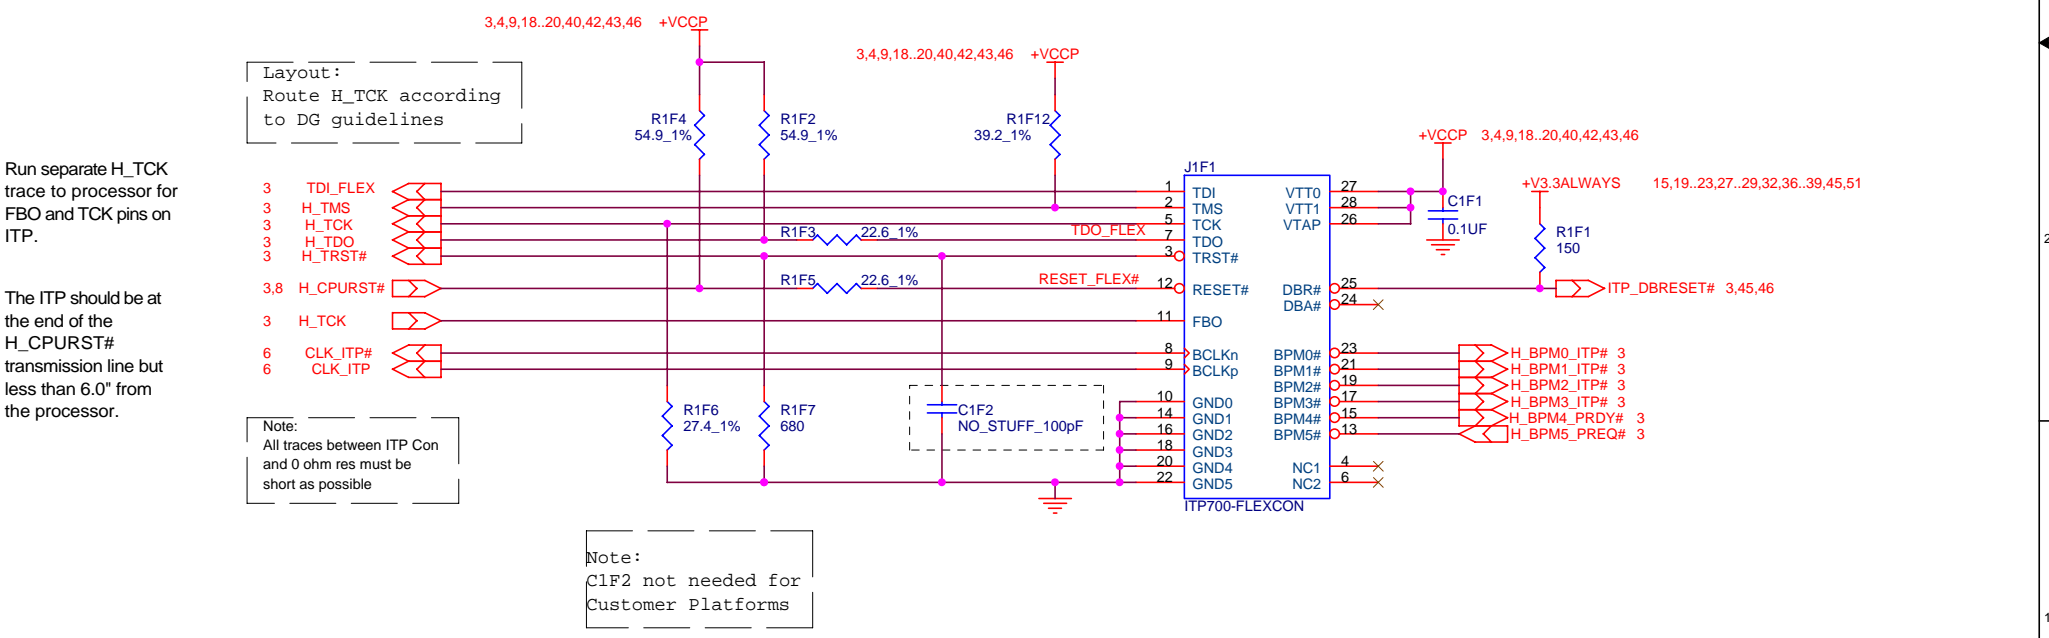 3,4,9,18..20,40,42,43,46 +VCCP
3,4,9,18..20,40,42,43,46 +VCCP
Layout:
Route H_TCK according
to DG guidelines
R1F4
54.9_1%
R1F2
54.9_1%
R1F12
39.2_1%
+VCCP 3,4,9,18..20,40,42,43,46
Run separate H_TCK
trace to processor for
FBO and TCK pins on
ITP.
J1F1
3 TDI_FLEX 1 TDI VTT0 27
3 H_TMS 2 TMS VTT1 28
3 H_TCK 5 TCK VTAP 26
3 H_TDO R1F3 22.6_1% TDO_FLEX 7 TDO
3 H_TRST# 3 TRST#
C1F1
0.1UF
+V3.3ALWAYS 15,19..23,27..29,32,36..39,45,51
R1F1
150
3,8 H_CPURST# R1F5 22.6_1% RESET_FLEX# 12 RESET# DBR# 25 ITP_DBRESET# 3,45,46
DBA# 24
3 H_TCK 11 FBO
The ITP should be at
the end of the
H_CPURST#
transmission line but
less than 6.0" from
the processor.
6 CLK_ITP# 8 BCLKn BPM0# 23 H_BPM0_ITP# 3
6 CLK_ITP 9 BCLKp BPM1# 21 H_BPM1_ITP# 3
BPM2# 19 H_BPM2_ITP# 3
10 GND0 BPM3# 17 H_BPM3_ITP# 3
14 GND1 BPM4# 15 H_BPM4_PRDY# 3
16 GND2 BPM5# 13 H_BPM5_PREQ# 3
18 GND3
20 GND4 NC1 4
22 GND5 NC2 6
R1F6
27.4_1%
R1F7
680
C1F2
NO_STUFF_100pF
Note:
All traces between ITP Con
and 0 ohm res must be
short as possible
ITP700-FLEXCON
Note:
C1F2 not needed for
Customer Platforms
2
1